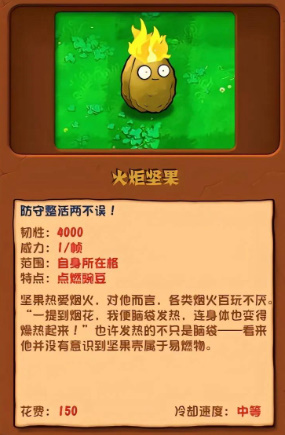 火炬坚果
防守整活两不误！
韧性：4000
威力：1/帧
范围：自身所在格
特点：点燃豌豆
坚果热爱烟火，对他而言，各类烟火百玩不厌。
“一提到烟花，我便脑袋发热，连身体也变得
燥热起来！”也许发热的不只是脑袋——看来
他并没有意识到坚果壳属于易燃物。
花费：150 冷却速度：中等